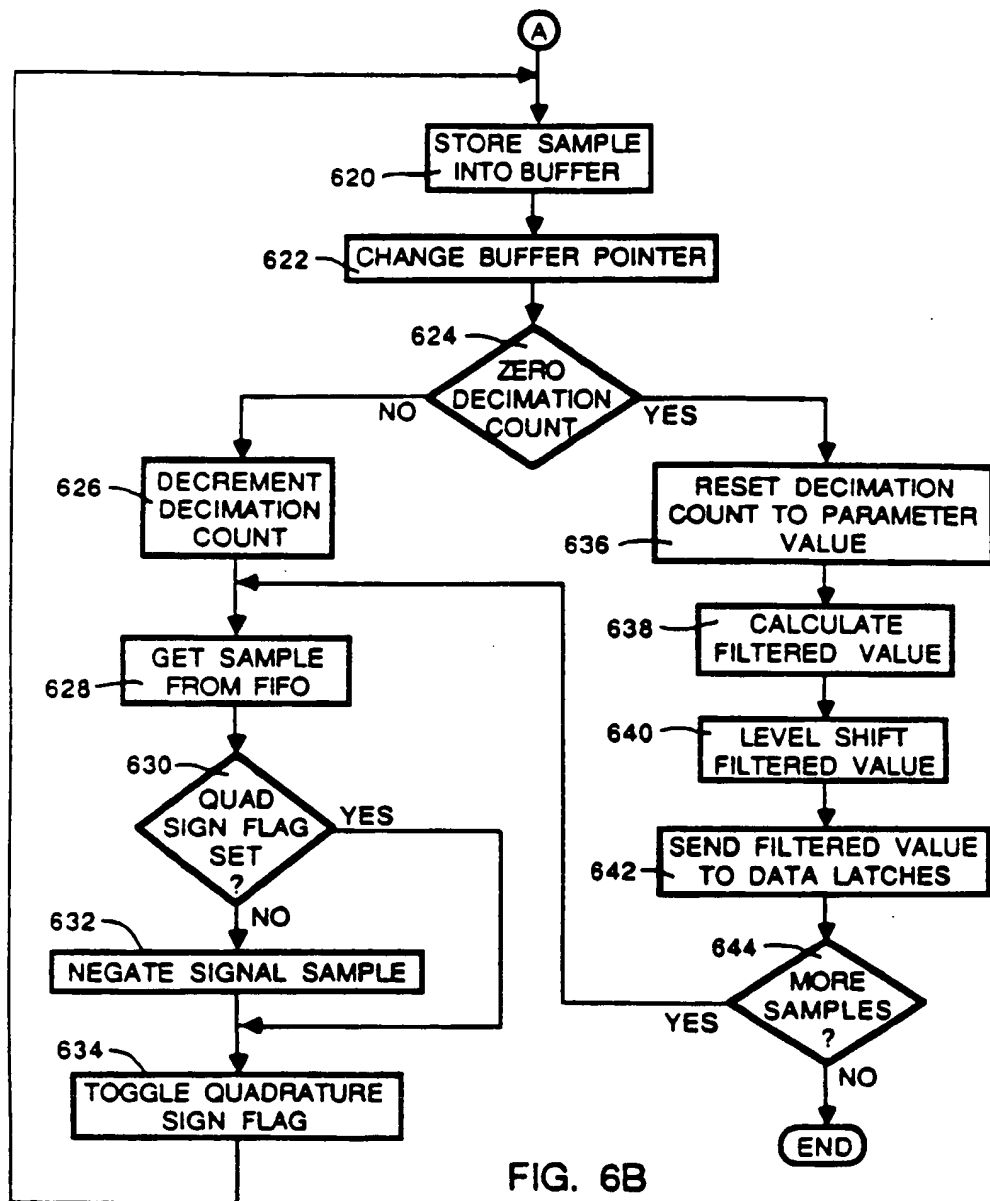 A
STORE SAMPLE
INTO BUFFER
620
CHANGE BUFFER POINTER
622
624
ZERO
DECIMATION
COUNT
NO
YES
DECREMENT
DECIMATION
COUNT
626
RESET DECIMATION
COUNT TO PARAMETER
VALUE
636
GET SAMPLE
FROM FIFO
628
638
CALCULATE
FILTERED VALUE
640
LEVEL SHIFT
FILTERED VALUE
630
QUAD
SIGN FLAG
SET
?
YES
NO
SEND FILTERED VALUE
TO DATA LATCHES
642
632
NEGATE SIGNAL SAMPLE
644
MORE
SAMPLES
?
YES
NO
634
TOGGLE QUADRATURE
SIGN FLAG
END
FIG. 6B